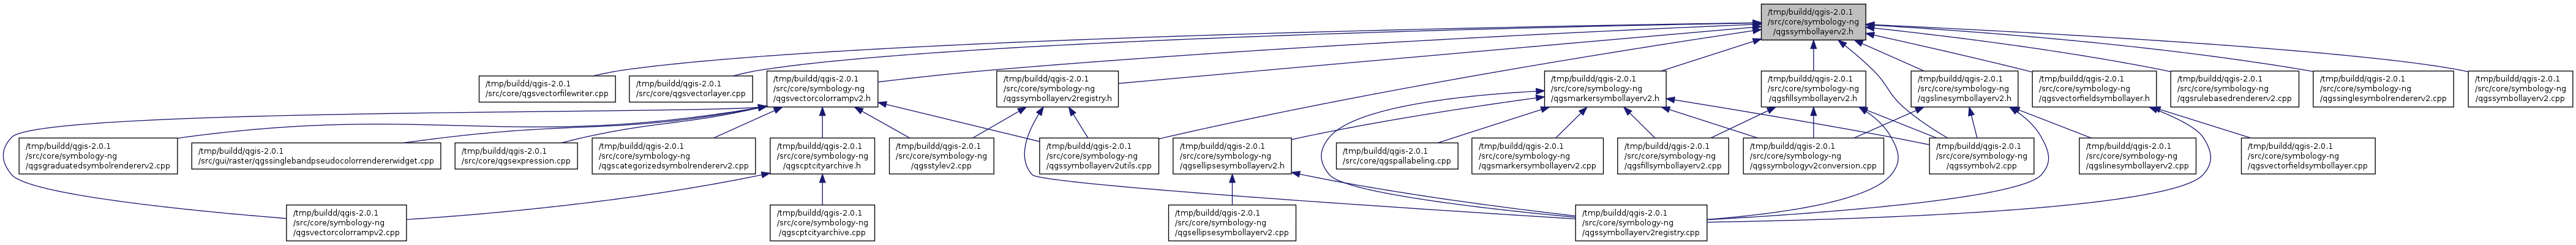 /tmp/buildd/qgis-2.0.1
/src/core/symbology-ng
/qgssymbollayerv2.h
/tmp/buildd/qgis-2.0.1
/src/core/qgsvectorfilewriter.cpp
/tmp/buildd/qgis-2.0.1
/src/core/qgsvectorlayer.cpp
/tmp/buildd/qgis-2.0.1
/src/core/symbology-ng
/qgsvectorcolorrampv2.h
/tmp/buildd/qgis-2.0.1
/src/core/symbology-ng
/qgssymbollayerv2registry.h
/tmp/buildd/qgis-2.0.1
/src/core/symbology-ng
/qgsmarkersymbollayerv2.h
/tmp/buildd/qgis-2.0.1
/src/core/symbology-ng
/qgsfillsymbollayerv2.h
/tmp/buildd/qgis-2.0.1
/src/core/symbology-ng
/qgslinesymbollayerv2.h
/tmp/buildd/qgis-2.0.1
/src/core/symbology-ng
/qgsvectorfieldsymbollayer.h
/tmp/buildd/qgis-2.0.1
/src/core/symbology-ng
/qgsrulebasedrendererv2.cpp
/tmp/buildd/qgis-2.0.1
/src/core/symbology-ng
/qgssinglesymbolrendererv2.cpp
/tmp/buildd/qgis-2.0.1
/src/core/symbology-ng
/qgssymbollayerv2.cpp
/tmp/buildd/qgis-2.0.1
/src/core/symbology-ng
/qgsgraduatedsymbolrendererv2.cpp
/tmp/buildd/qgis-2.0.1
/src/gui/raster/qgssinglebandpseudocolorrendererwidget.cpp
/tmp/buildd/qgis-2.0.1
/src/core/qgsexpression.cpp
/tmp/buildd/qgis-2.0.1
/src/core/symbology-ng
/qgscategorizedsymbolrendererv2.cpp
/tmp/buildd/qgis-2.0.1
/src/core/symbology-ng
/qgscptcityarchive.h
/tmp/buildd/qgis-2.0.1
/src/core/symbology-ng
/qgsstylev2.cpp
/tmp/buildd/qgis-2.0.1
/src/core/symbology-ng
/qgssymbollayerv2utils.cpp
/tmp/buildd/qgis-2.0.1
/src/core/symbology-ng
/qgsellipsesymbollayerv2.h
/tmp/buildd/qgis-2.0.1
/src/core/qgspallabeling.cpp
/tmp/buildd/qgis-2.0.1
/src/core/symbology-ng
/qgsmarkersymbollayerv2.cpp
/tmp/buildd/qgis-2.0.1
/src/core/symbology-ng
/qgsfillsymbollayerv2.cpp
/tmp/buildd/qgis-2.0.1
/src/core/symbology-ng
/qgssymbologyv2conversion.cpp
/tmp/buildd/qgis-2.0.1
/src/core/symbology-ng
/qgssymbolv2.cpp
/tmp/buildd/qgis-2.0.1
/src/core/symbology-ng
/qgslinesymbollayerv2.cpp
/tmp/buildd/qgis-2.0.1
/src/core/symbology-ng
/qgsvectorfieldsymbollayer.cpp
/tmp/buildd/qgis-2.0.1
/src/core/symbology-ng
/qgsvectorcolorrampv2.cpp
/tmp/buildd/qgis-2.0.1
/src/core/symbology-ng
/qgscptcityarchive.cpp
/tmp/buildd/qgis-2.0.1
/src/core/symbology-ng
/qgsellipsesymbollayerv2.cpp
/tmp/buildd/qgis-2.0.1
/src/core/symbology-ng
/qgssymbollayerv2registry.cpp